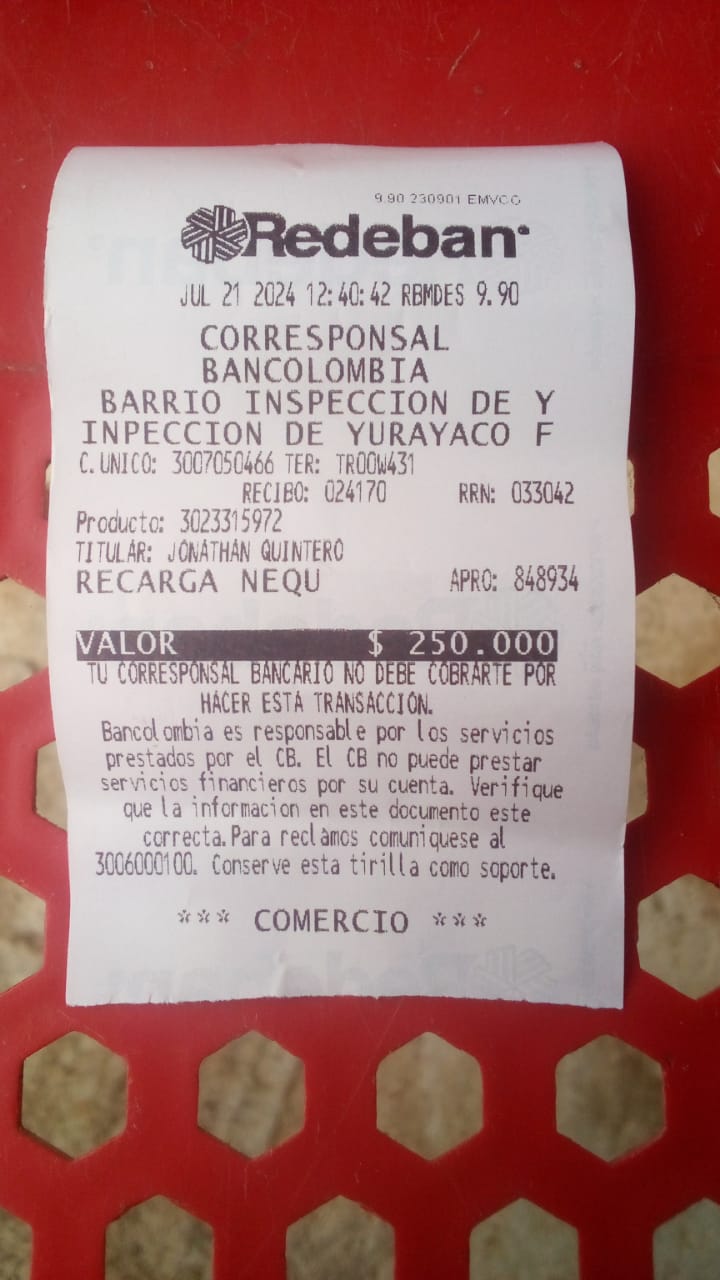 9.90 230901 EMVCO
Redeban
JUL 21 2024 12:40:42 RBMDES 9.90
CORRESPONSAL
BANCOLOMBIA
BARRIO INSPECCION DE Y
INPECCION DE YURAYACO F
C.UNICO: 3007050466 TER: TR00W431
RECIBO: 024170 RRN: 033042
Producto: 3023315972
TITULAR: JONATHAN QUINTERO
RECARGA NEQU APRO: 848934
VALOR $ 250.000
TU CORRESPONSAL BANCARIO NO DEBE COBRARTE POR
HACER ESTA TRANSACCION.
Bancolombia es responsable por los servicios
prestados por el CB. El CB no puede prestar
servicios financieros por su cuenta. Verifique
que la informacion en este documento este
correcta.Para reclamos comuniquese al
3006000100. Conserve esta tirilla como soporte.
*** COMERCIO ***